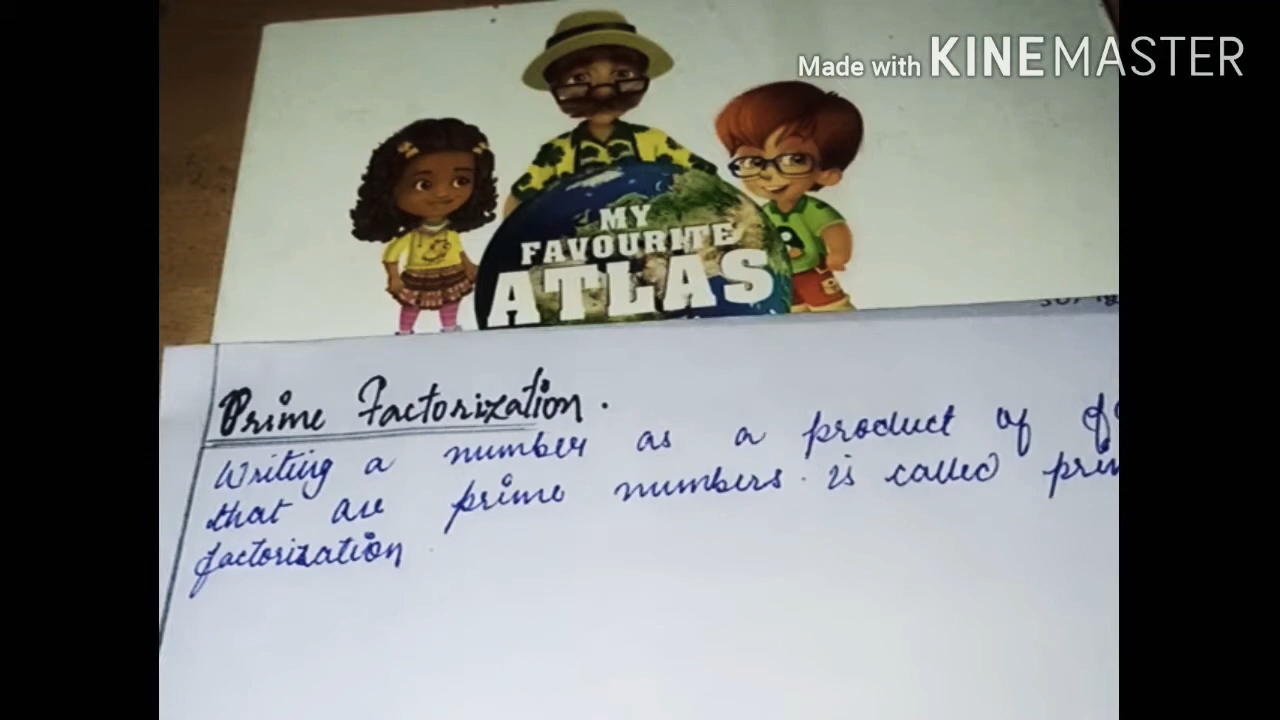 Made with KINEMASTER
MY
FAVOURITE
ATLAS
Prime Factorization.
Writing a number as a product of
that are prime numbers. is called
factorization